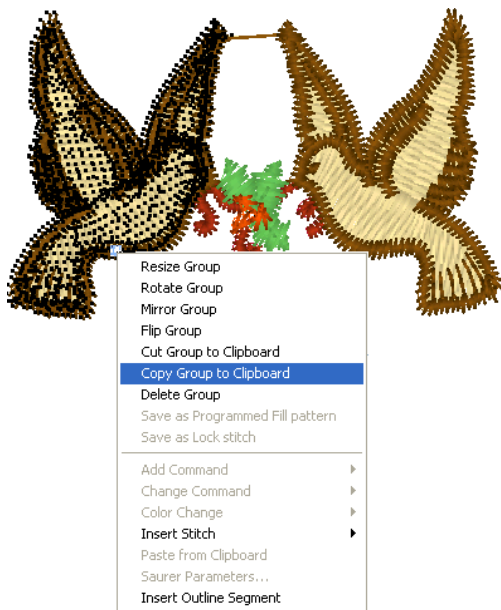 Resize Group
Rotate Group
Mirror Group
Flip Group
Cut Group to Clipboard
Copy Group to Clipboard
Delete Group
Save as Programmed Fill pattern
Save as Lock stitch
Add Command
Change Command
Color Change
Insert Stitch
Paste from Clipboard
Saurer Parameters...
Insert Outline Segment